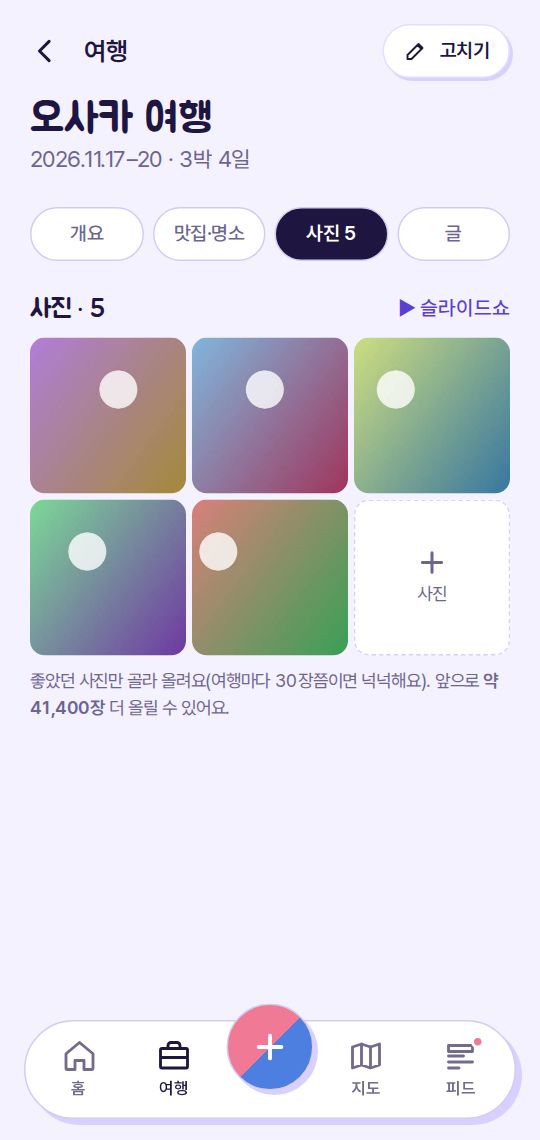 여행
고치기
오사카 여행
2026.11.17–20 · 3박 4일
개요
맛집·명소
사진 5
글
사진 · 5
▶ 슬라이드쇼
사진
좋았던 사진만 골라 올려요(여행마다 30장쯤이면 넉넉해요). 앞으로 약
41,400장 더 올릴 수 있어요.
홈
여행
지도
피드